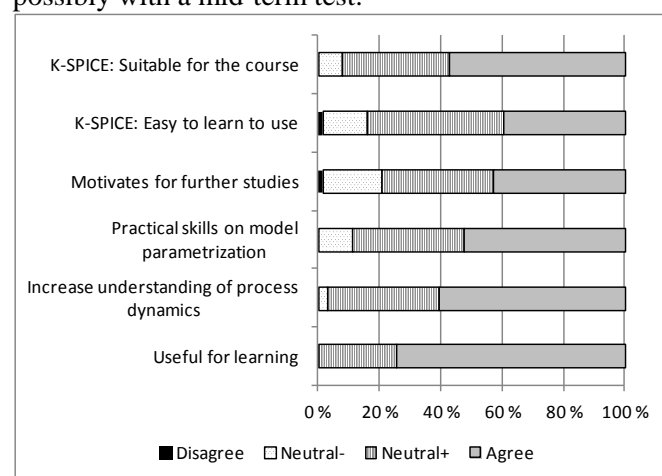 possibly with a mid-term test.
K-SPICE: Suitable for the course
K-SPICE: Easy to learn to use
Motivates for further studies
Practical skills on model
parametrization
Increase understanding of process
dynamics
Useful for learning
0 % 20 % 40 % 60 % 80 % 100 %
Disagree Neutral- Neutral+ Agree